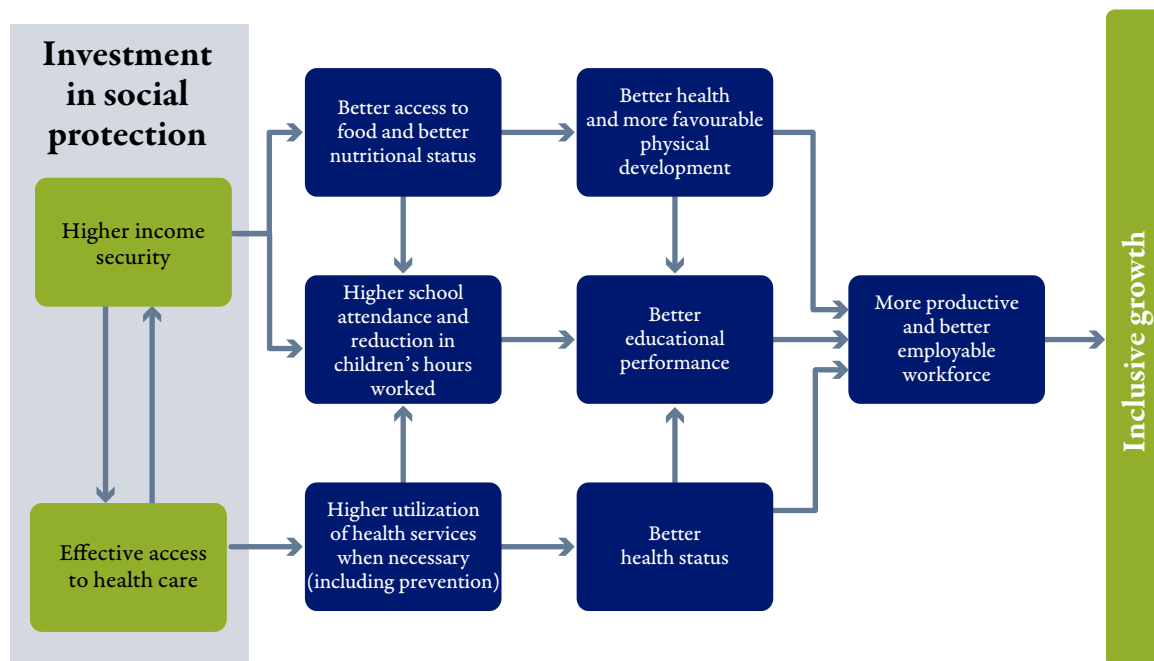 Investment
in social
protection
Higher income
security
Effective access
to health care
Better access to
food and better
nutritional status
Better health
and more favourable
physical
development
Higher school
attendance and
reduction in
children’s hours
worked
Better
educational
performance
More productive
and better
employable
workforce
Higher utilization
of health services
when necessary
(including prevention)
Better
health status
Inclusive growth